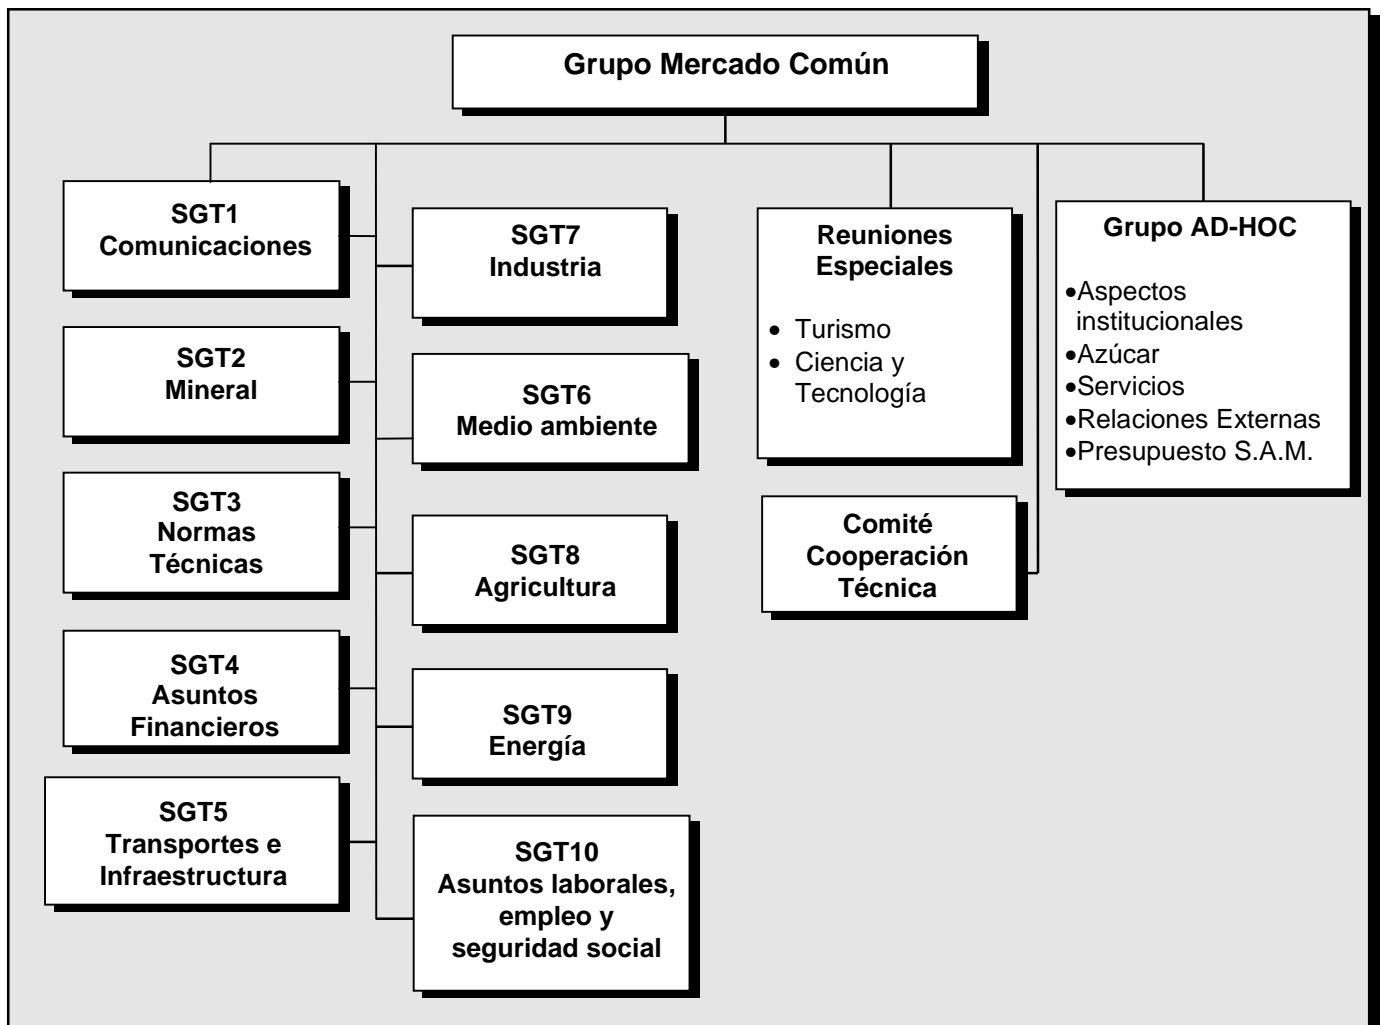 Grupo Mercado Común
SGT1
Comunicaciones
SGT2
Mineral
SGT3
Normas
Técnicas
SGT4
Asuntos
Financieros
SGT5
Transportes e
Infraestructura
SGT7
Industria
SGT6
Medio ambiente
SGT8
Agricultura
SGT9
Energía
SGT10
Asuntos laborales,
empleo y
seguridad social
Reuniones
Especiales
• Turismo
• Ciencia y
Tecnología
Comité
Cooperación
Técnica
Grupo AD-HOC
•Aspectos
institucionales
•Azúcar
•Servicios
•Relaciones Externas
•Presupuesto S.A.M.